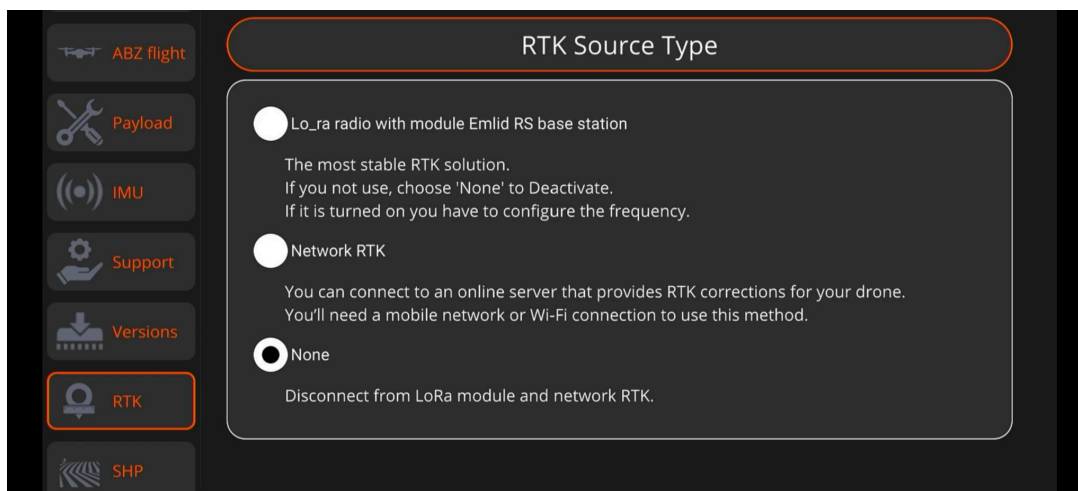 ABZ flight
Payload
IMU
Support
Versions
RTK
SHP
RTK Source Type
Lo_ra radio with module Emlid RS base station
The most stable RTK solution.
If you not use, choose 'None' to Deactivate.
If it is turned on you have to configure the frequency.
Network RTK
You can connect to an online server that provides RTK corrections for your drone.
You’ll need a mobile network or Wi-Fi connection to use this method.
None
Disconnect from LoRa module and network RTK.